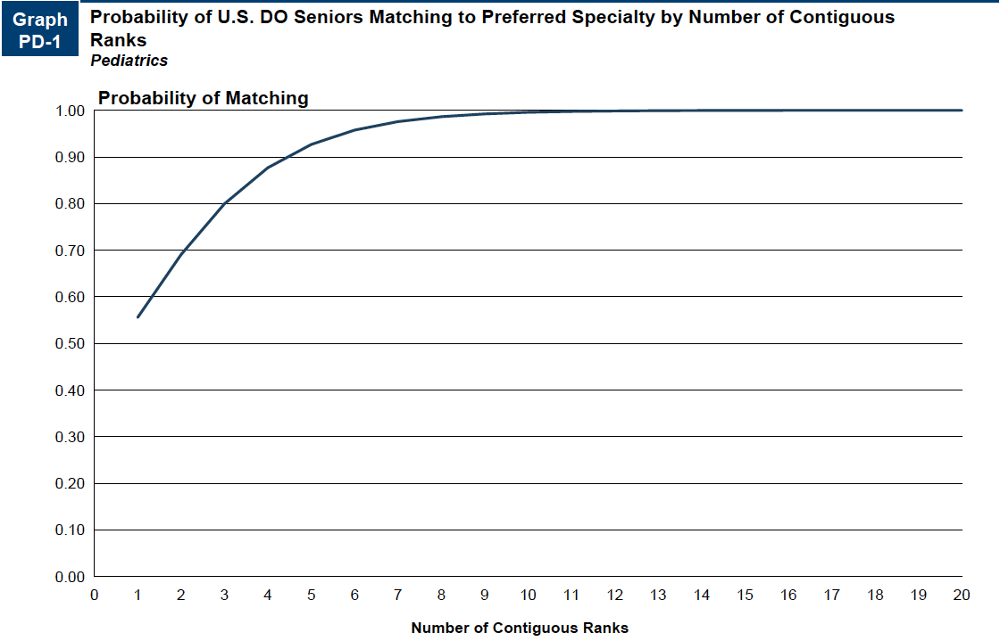 Graph
PD-1
Probability of U.S. DO Seniors Matching to Preferred Specialty by Number of Contiguous
Ranks
Pediatrics
Probability of Matching
1.00
0.90
0.80
0.70
0.60
0.50
0.40
0.30
0.20
0.10
0.00
0 1 2 3 4 5 6 7 8 9 10 11 12 13 14 15 16 17 18 19 20
Number of Contiguous Ranks